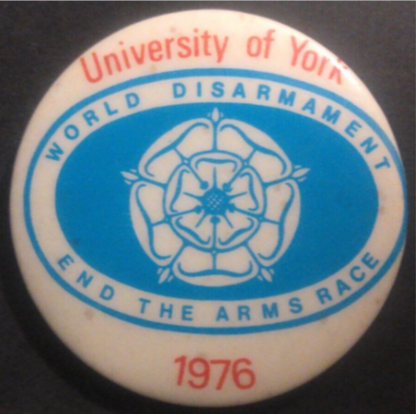 University of York
WORLD DISARMAMENT
END THE ARMS RACE
1976